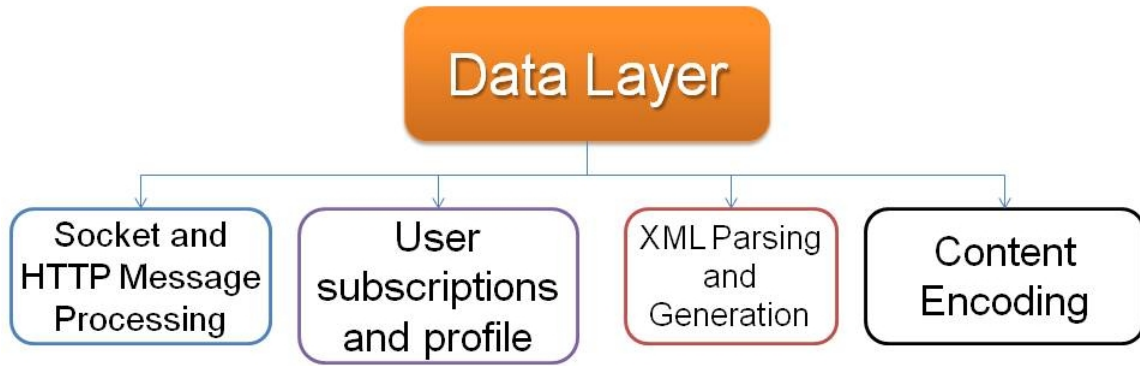 Data Layer
Socket and
HTTP Message
Processing
User
subscriptions
and profile
XML Parsing
and
Generation
Content
Encoding